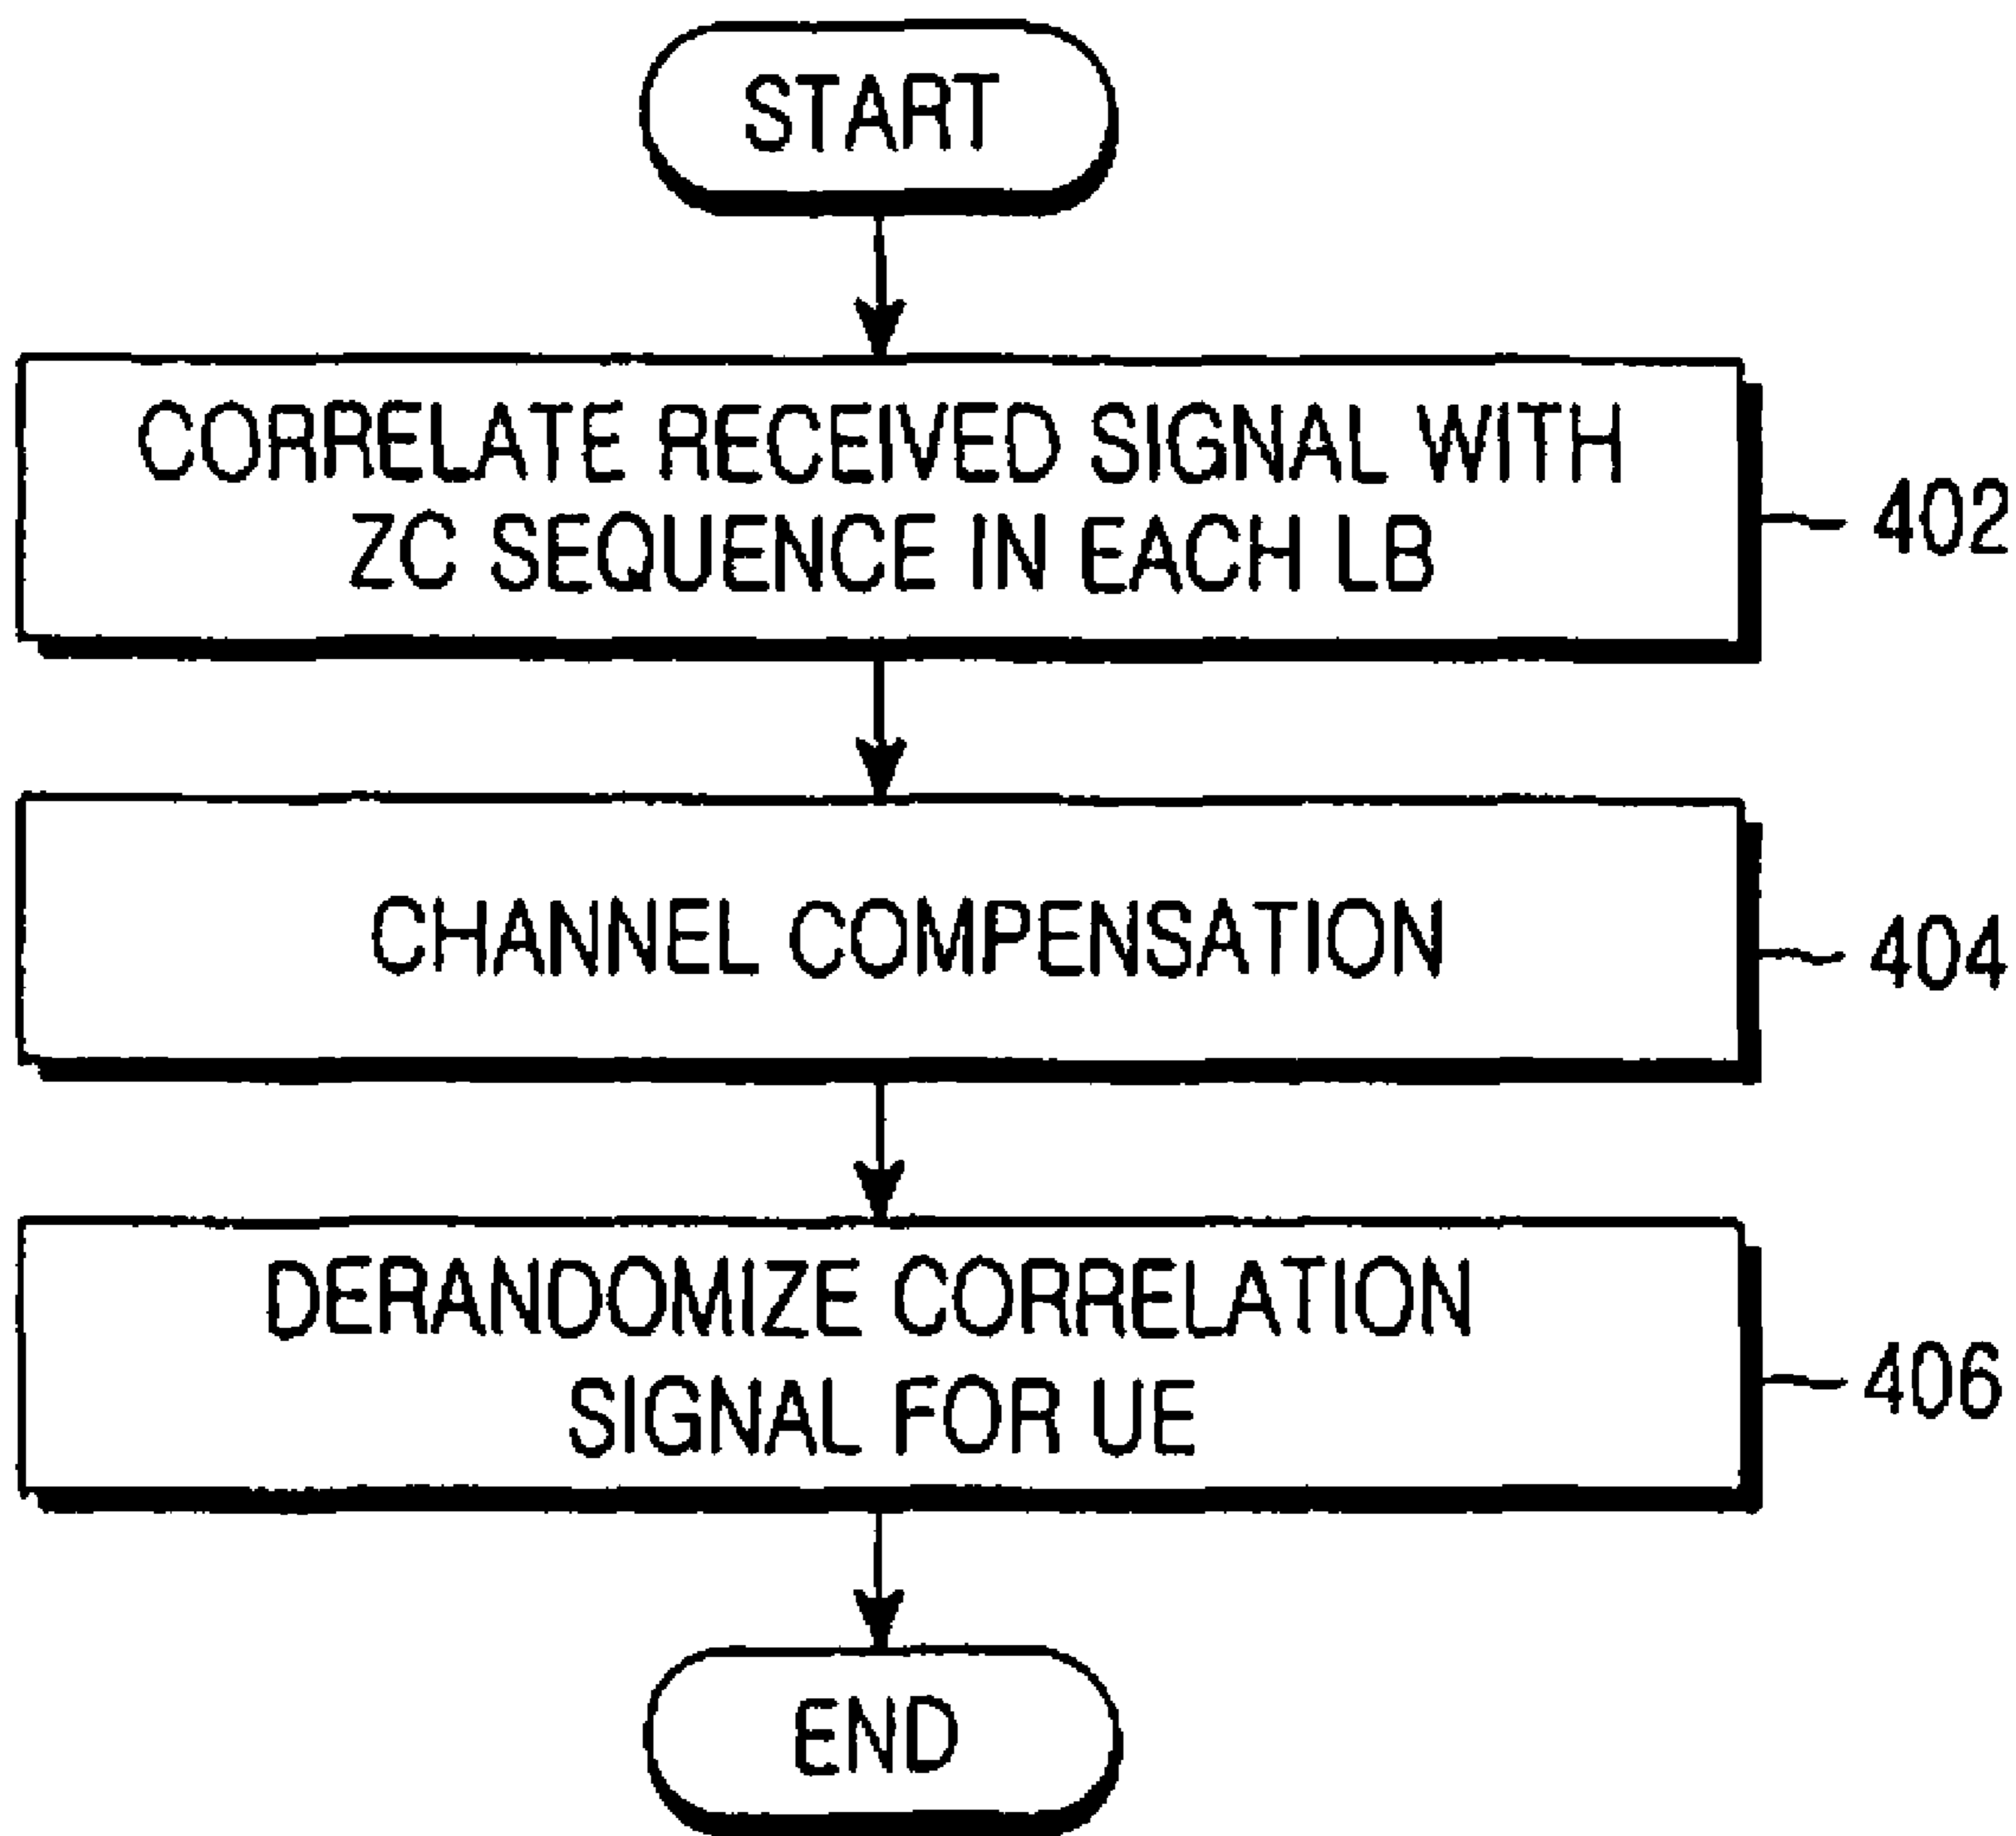 START
CORRELATE RECEIVED SIGNAL WITH
ZC SEQUENCE IN EACH LB
402
CHANNEL COMPENSATION
404
DERANDOMIZE CORRELATION
SIGNAL FOR UE
406
END